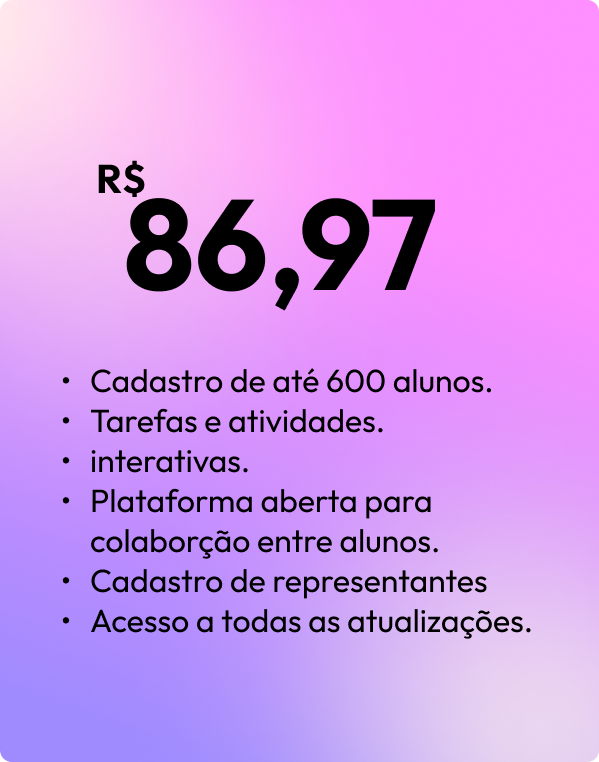 R$
86,97
• Cadastro de até 600 alunos.
• Tarefas e atividades.
• interativas.
• Plataforma aberta para
colaborção entre alunos.
• Cadastro de representantes
• Acesso a todas as atualizações.